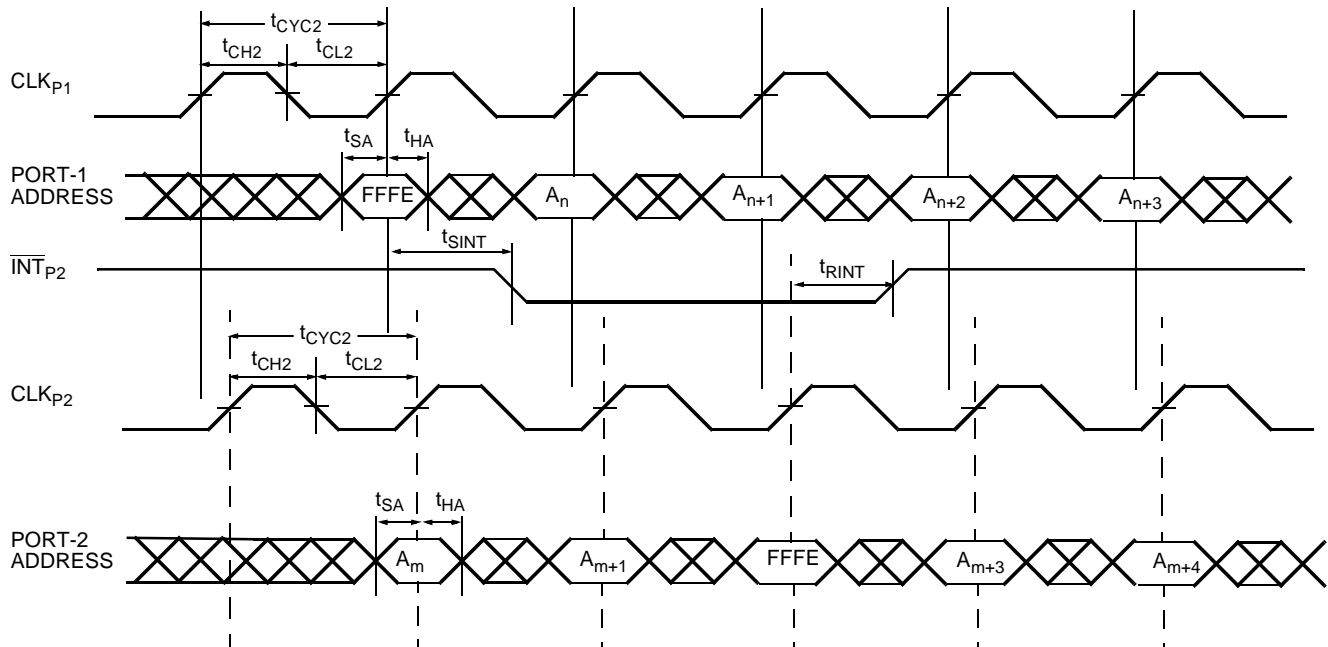 tCYC2
tCH2 tCL2
CLKP1
tSA tHA
PORT-1
ADDRESS
FFFE An An+1 An+2 An+3
tSINT
INTP2
tRINT
tCYC2
tCH2 tCL2
CLKP2
tSA tHA
PORT-2
ADDRESS
Am Am+1 FFFE Am+3 Am+4